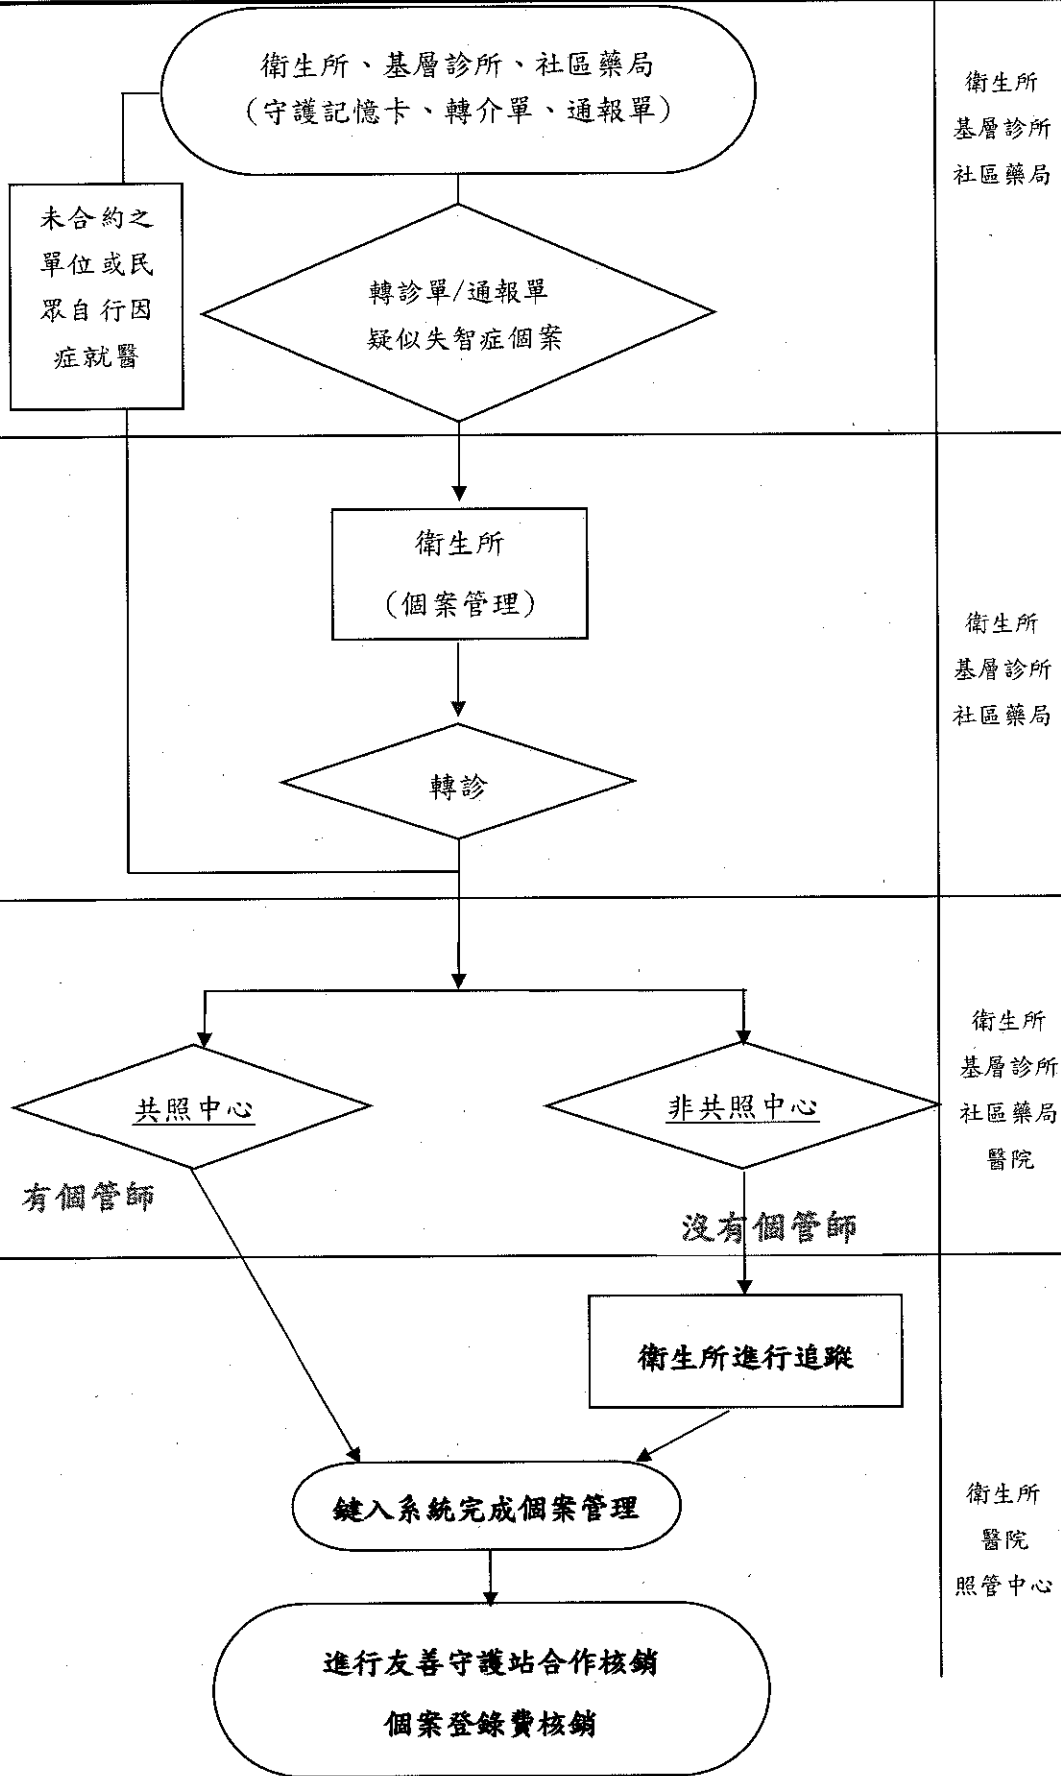 衛生所、基層診所、社區藥局
(守護記憶卡、轉介單、通報單)
衛生所
基層診所
社區藥局
未合約之
單位或民
眾自行因
症就醫
轉診單/通報單
疑似失智症個案
衛生所
(個案管理)
衛生所
基層診所
社區藥局
轉診
共照中心
非共照中心
衛生所
基層診所
社區藥局
醫院
有個管師
沒有個管師
衛生所進行追蹤
鍵入系統完成個案管理
衛生所
醫院
照管中心
進行友善守護站合作核銷
個案登錄費核銷